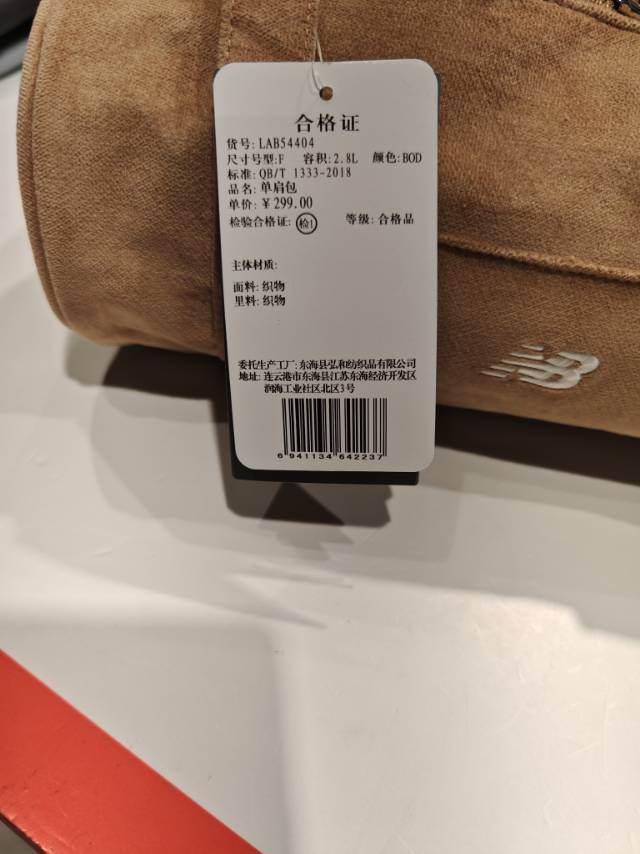 合格证
货号: LAB54404
尺寸号型:F 容积:2.8L 颜色:BOD
标准: QB/T 1333-2018
品名: 单肩包
单价: ￥299.00
检验合格证: 检1 等级: 合格品
主体材质:
面料: 织物
里料: 织物
委托生产工厂: 东海县弘和纺织品有限公司
地址: 连云港市东海县江苏东海经济开发区
润海工业社区北区3号
6 941134 642237
NB